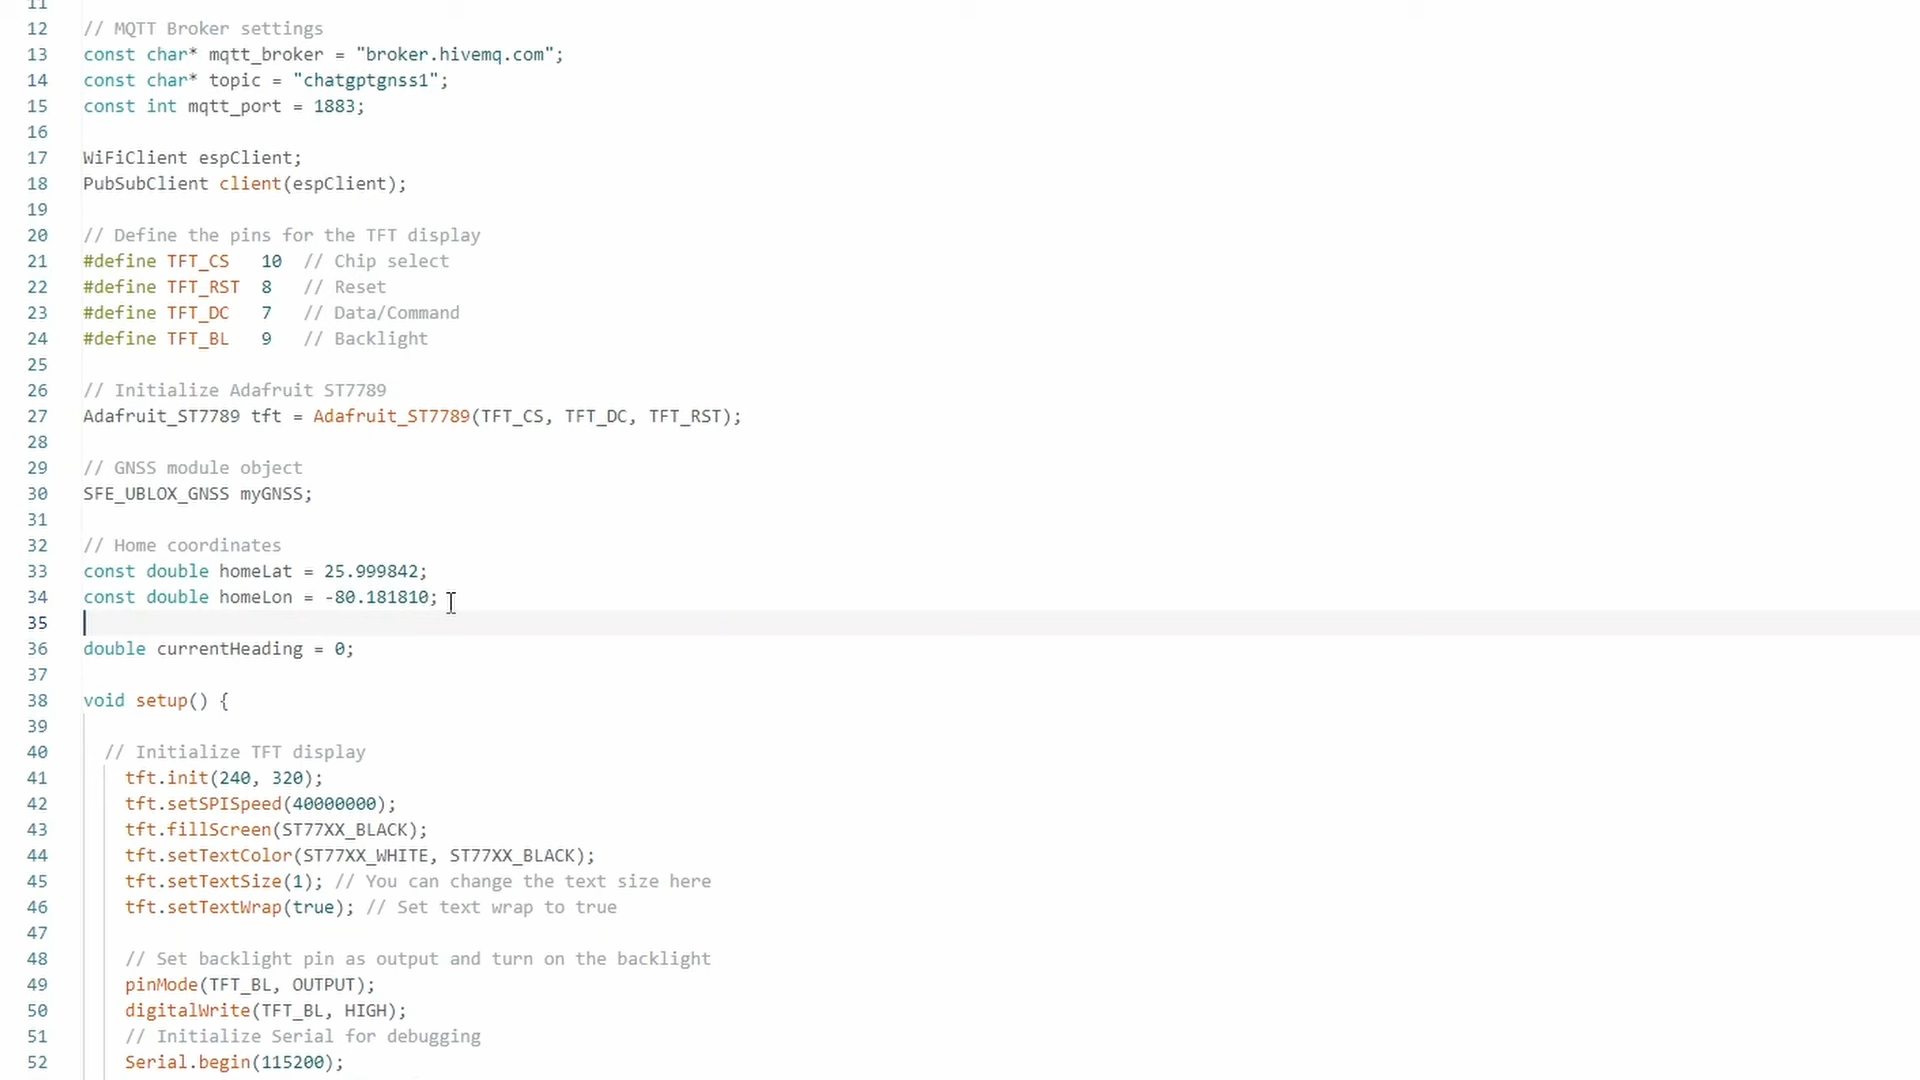 11
12 // MQTT Broker settings
13 const char* mqtt_broker = "broker.hivemq.com";
14 const char* topic = "chatgptgnss1";
15 const int mqtt_port = 1883;
16
17 WiFiClient espClient;
18 PubSubClient client(espClient);
19
20 // Define the pins for the TFT display
21 #define TFT_CS   10  // Chip select
22 #define TFT_RST  8   // Reset
23 #define TFT_DC   7   // Data/Command
24 #define TFT_BL   9   // Backlight
25
26 // Initialize Adafruit ST7789
27 Adafruit_ST7789 tft = Adafruit_ST7789(TFT_CS, TFT_DC, TFT_RST);
28
29 // GNSS module object
30 SFE_UBLOX_GNSS myGNSS;
31
32 // Home coordinates
33 const double homeLat = 25.999842;
34 const double homeLon = -80.181810;
35
36 double currentHeading = 0;
37
38 void setup() {
39
40   // Initialize TFT display
41     tft.init(240, 320);
42     tft.setSPISpeed(40000000);
43     tft.fillScreen(ST77XX_BLACK);
44     tft.setTextColor(ST77XX_WHITE, ST77XX_BLACK);
45     tft.setTextSize(1); // You can change the text size here
46     tft.setTextWrap(true); // Set text wrap to true
47
48     // Set backlight pin as output and turn on the backlight
49     pinMode(TFT_BL, OUTPUT);
50     digitalWrite(TFT_BL, HIGH);
51     // Initialize Serial for debugging
52     Serial.begin(115200);